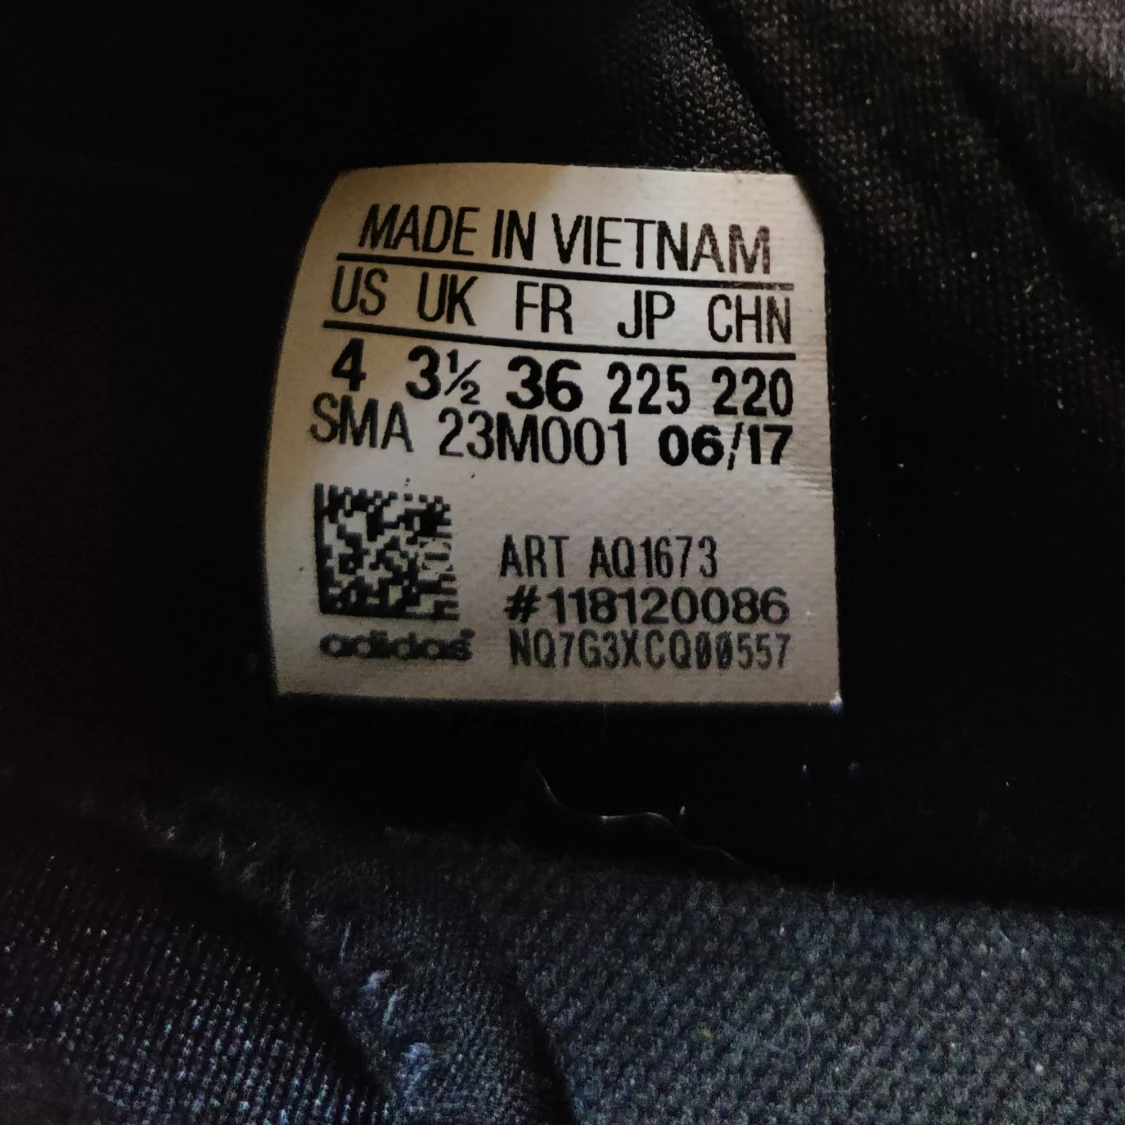 MADE IN VIETNAM
US UK FR JP CHN
4 3½ 36 225 220
SMA 23M001 06/17
ART AQ1673
#118120086
adidas NQ7G3XCQ00557